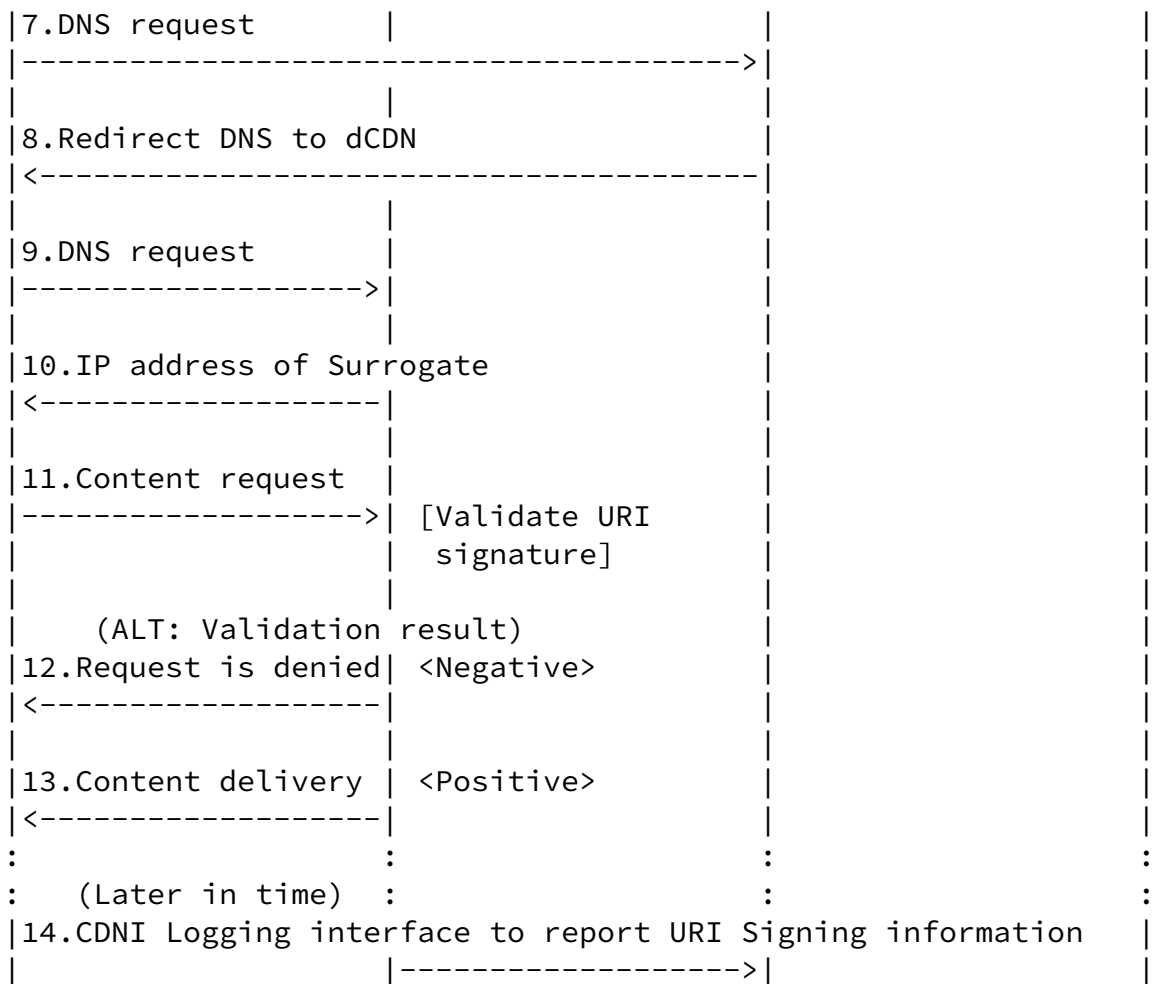 |7.DNS request       |                    |                    |
|---------------------------------------->|                    |
|                    |                    |                    |
|8.Redirect DNS to dCDN                   |                    |
|<----------------------------------------|                    |
|                    |                    |                    |
|9.DNS request       |                    |                    |
|------------------->|                    |                    |
|                    |                    |                    |
|10.IP address of Surrogate               |                    |
|<-------------------|                    |                    |
|                    |                    |                    |
|11.Content request  |                    |                    |
|------------------->| [Validate URI      |                    |
|                    |  signature]        |                    |
|                    |                    |                    |
|    (ALT: Validation result)             |                    |
|12.Request is denied| <Negative>         |                    |
|<-------------------|                    |                    |
|                    |                    |                    |
|13.Content delivery | <Positive>         |                    |
|<-------------------|                    |                    |
:                    :                    :                    :
:   (Later in time)  :                    :                    :
|14.CDNI Logging interface to report URI Signing information   |
|                    |------------------->|                    |